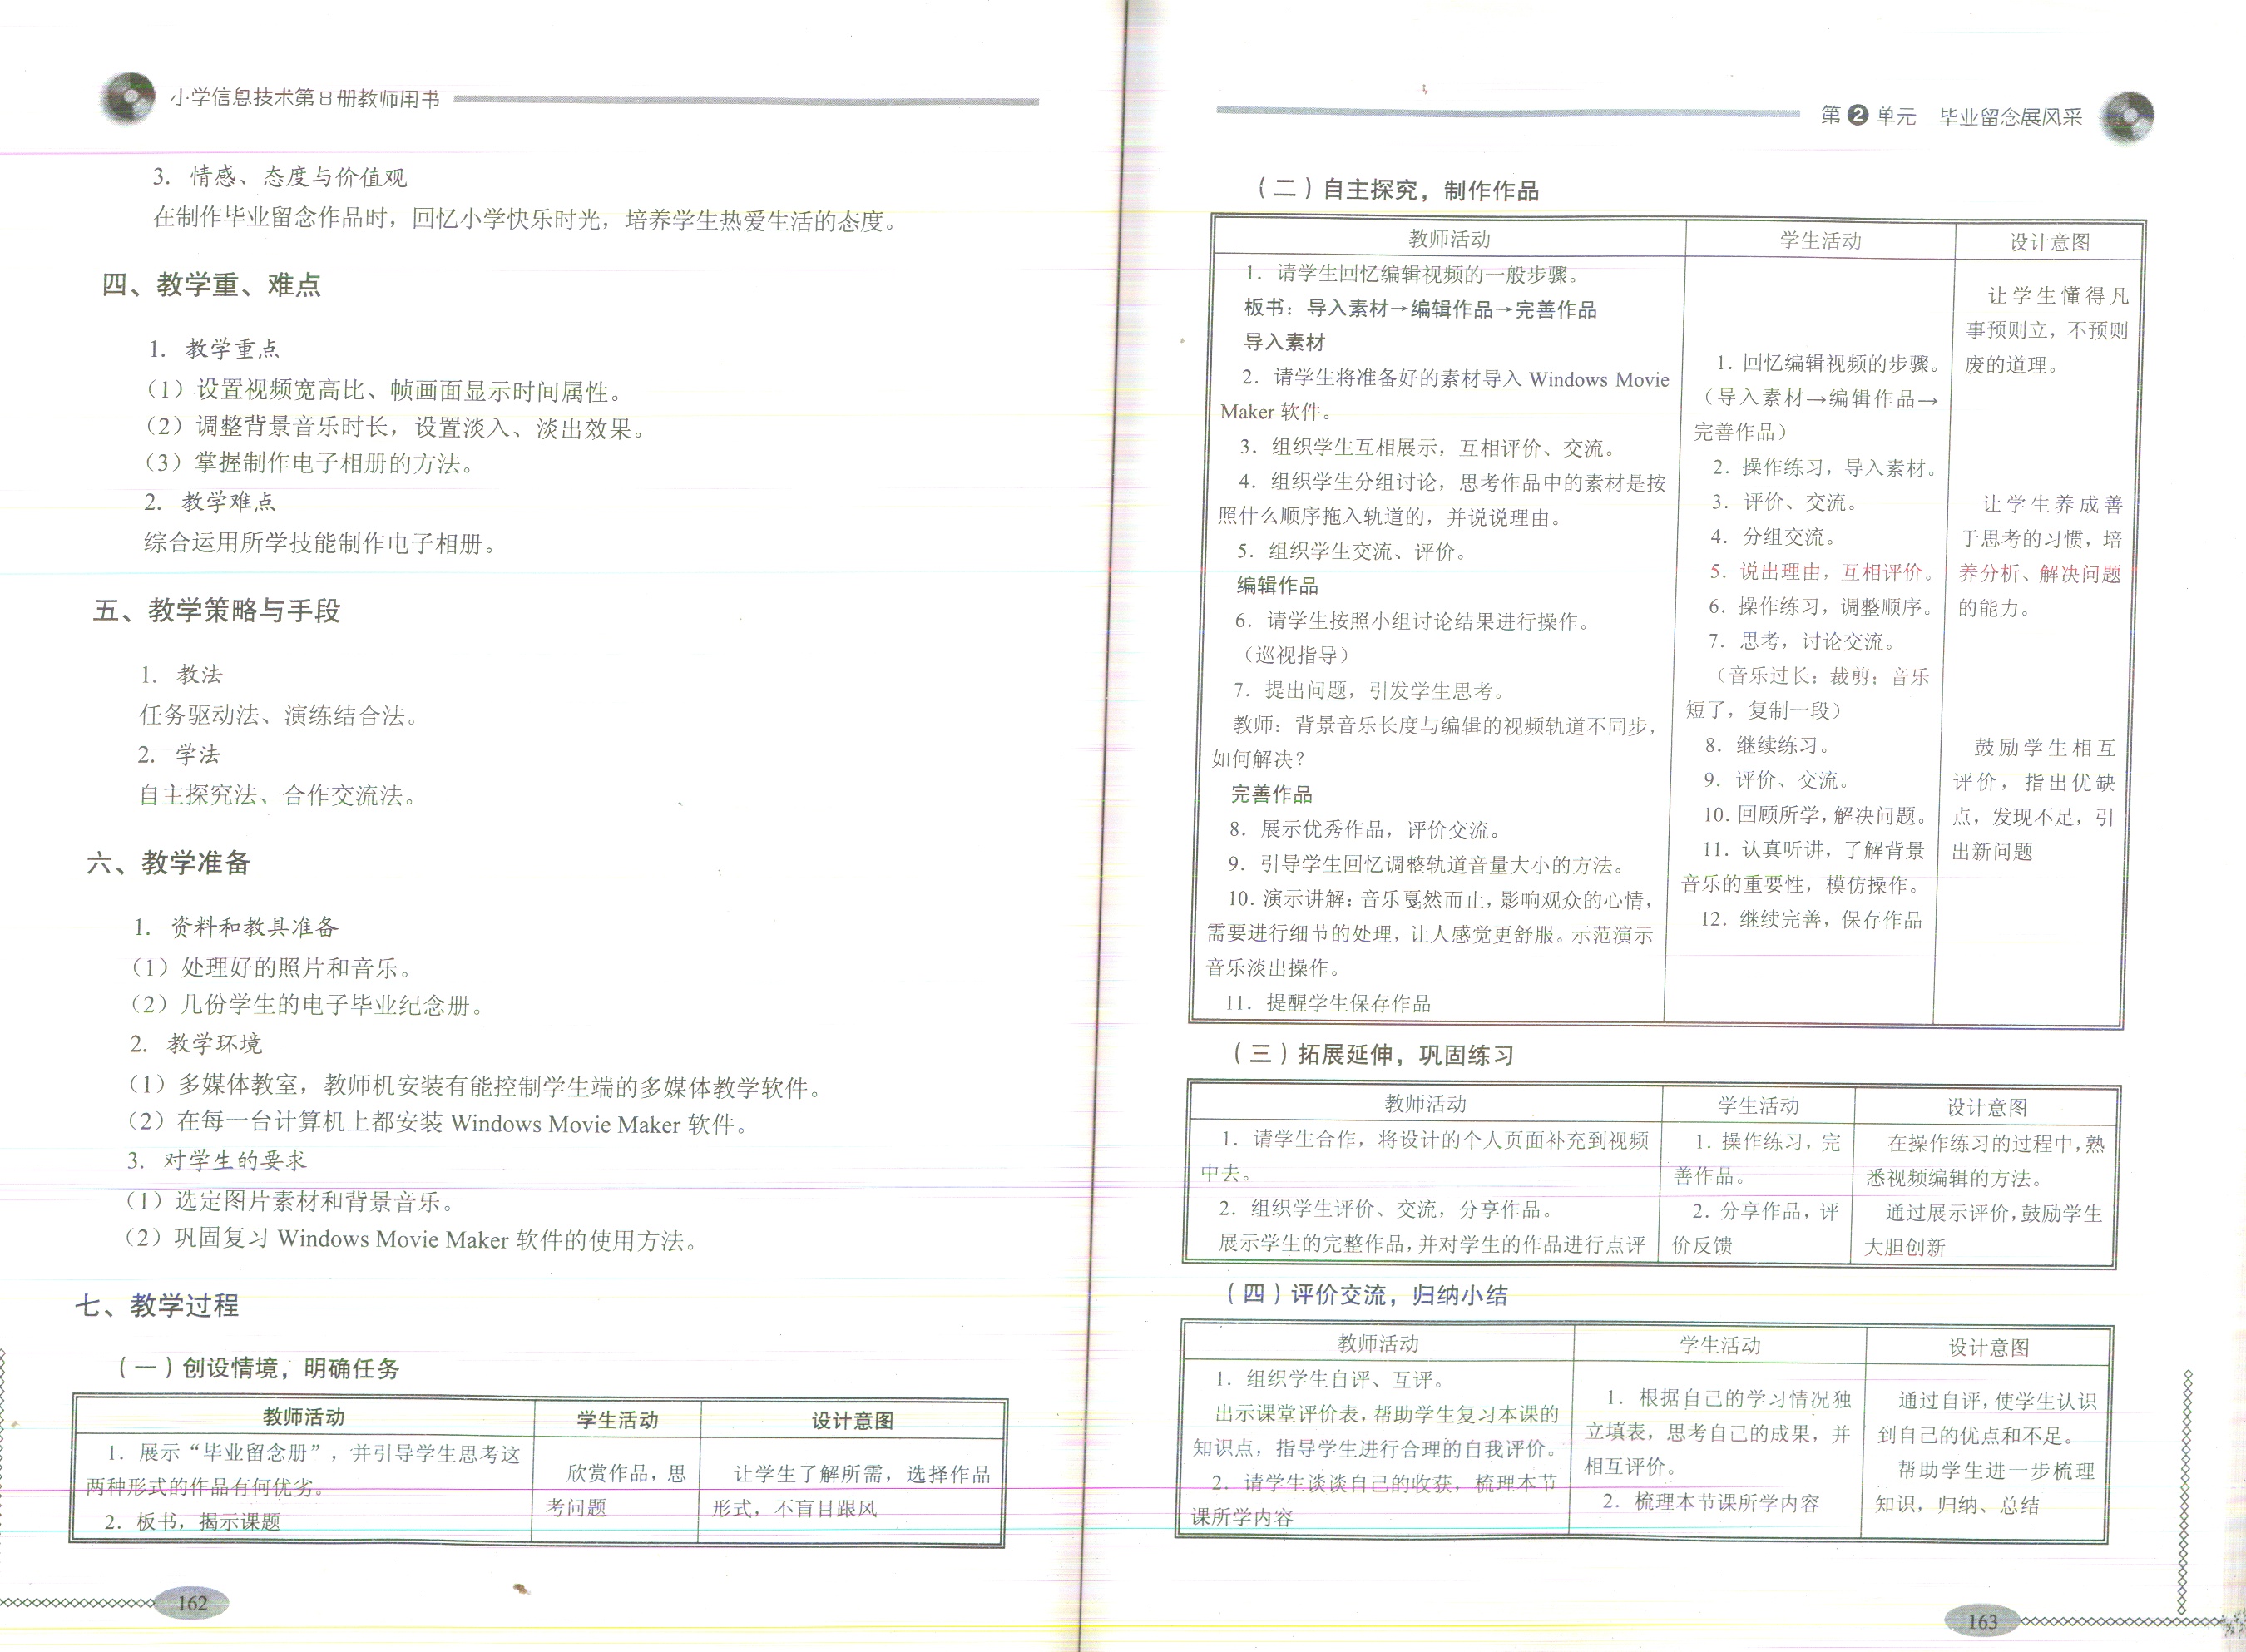 小学信息技术第8册教师用书
3. 情感、态度与价值观
在制作毕业留念作品时，回忆小学快乐时光，培养学生热爱生活的态度。
四、教学重、难点
1. 教学重点
（1）设置视频宽高比、帧画面显示时间属性。
（2）调整背景音乐时长，设置淡入、淡出效果。
（3）掌握制作电子相册的方法。
2. 教学难点
综合运用所学技能制作电子相册。
五、教学策略与手段
1. 教法
任务驱动法、演练结合法。
2. 学法
自主探究法、合作交流法。
六、教学准备
1. 资料和教具准备
（1）处理好的照片和音乐。
（2）几份学生的电子毕业纪念册。
2. 教学环境
（1）多媒体教室，教师机安装有能控制学生端的多媒体教学软件。
（2）在每一台计算机上都安装 Windows Movie Maker 软件。
3. 对学生的要求
（1）选定图片素材和背景音乐。
（2）巩固复习 Windows Movie Maker 软件的使用方法。
七、教学过程
（一）创设情境，明确任务
教师活动
学生活动
设计意图
1. 展示“毕业留念册”，并引导学生思考这
两种形式的作品有何优劣。
2. 板书，揭示课题
欣赏作品，思
考问题
让学生了解所需，选择作品
形式，不盲目跟风
162
第2单元 毕业留念展风采
（二）自主探究，制作作品
教师活动
学生活动
设计意图
1. 请学生回忆编辑视频的一般步骤。
板书：导入素材→编辑作品→完善作品
导入素材
2. 请学生将准备好的素材导入 Windows Movie
Maker 软件。
3. 组织学生互相展示，互相评价、交流。
4. 组织学生分组讨论，思考作品中的素材是按
照什么顺序拖入轨道的，并说说理由。
5. 组织学生交流、评价。
编辑作品
6. 请学生按照小组讨论结果进行操作。
（巡视指导）
7. 提出问题，引发学生思考。
教师：背景音乐长度与编辑的视频轨道不同步，
如何解决？
完善作品
8. 展示优秀作品，评价交流。
9. 引导学生回忆调整轨道音量大小的方法。
10. 演示讲解：音乐戛然而止，影响观众的心情，
需要进行细节的处理，让人感觉更舒服。示范演示
音乐淡出操作。
11. 提醒学生保存作品
1. 回忆编辑视频的步骤。
（导入素材→编辑作品→
完善作品）
2. 操作练习，导入素材。
3. 评价、交流。
4. 分组交流。
5. 说出理由，互相评价。
6. 操作练习，调整顺序。
7. 思考，讨论交流。
（音乐过长：裁剪；音乐
短了，复制一段）
8. 继续练习。
9. 评价、交流。
10. 回顾所学，解决问题。
11. 认真听讲，了解背景
音乐的重要性，模仿操作。
12. 继续完善，保存作品
让学生懂得凡
事预则立，不预则
废的道理。
让学生养成善
于思考的习惯，培
养分析、解决问题
的能力。
鼓励学生相互
评价，指出优缺
点，发现不足，引
出新问题
（三）拓展延伸，巩固练习
教师活动
学生活动
设计意图
1. 请学生合作，将设计的个人页面补充到视频
中去。
2. 组织学生评价、交流，分享作品。
展示学生的完整作品，并对学生的作品进行点评
1. 操作练习，完
善作品。
2. 分享作品，评
价反馈
在操作练习的过程中，熟
悉视频编辑的方法。
通过展示评价，鼓励学生
大胆创新
（四）评价交流，归纳小结
教师活动
学生活动
设计意图
1. 组织学生自评、互评。
出示课堂评价表，帮助学生复习本课的
知识点，指导学生进行合理的自我评价。
2. 请学生谈谈自己的收获，梳理本节
课所学内容
1. 根据自己的学习情况独
立填表，思考自己的成果，并
相互评价。
2. 梳理本节课所学内容
通过自评，使学生认识
到自己的优点和不足。
帮助学生进一步梳理
知识，归纳、总结
163